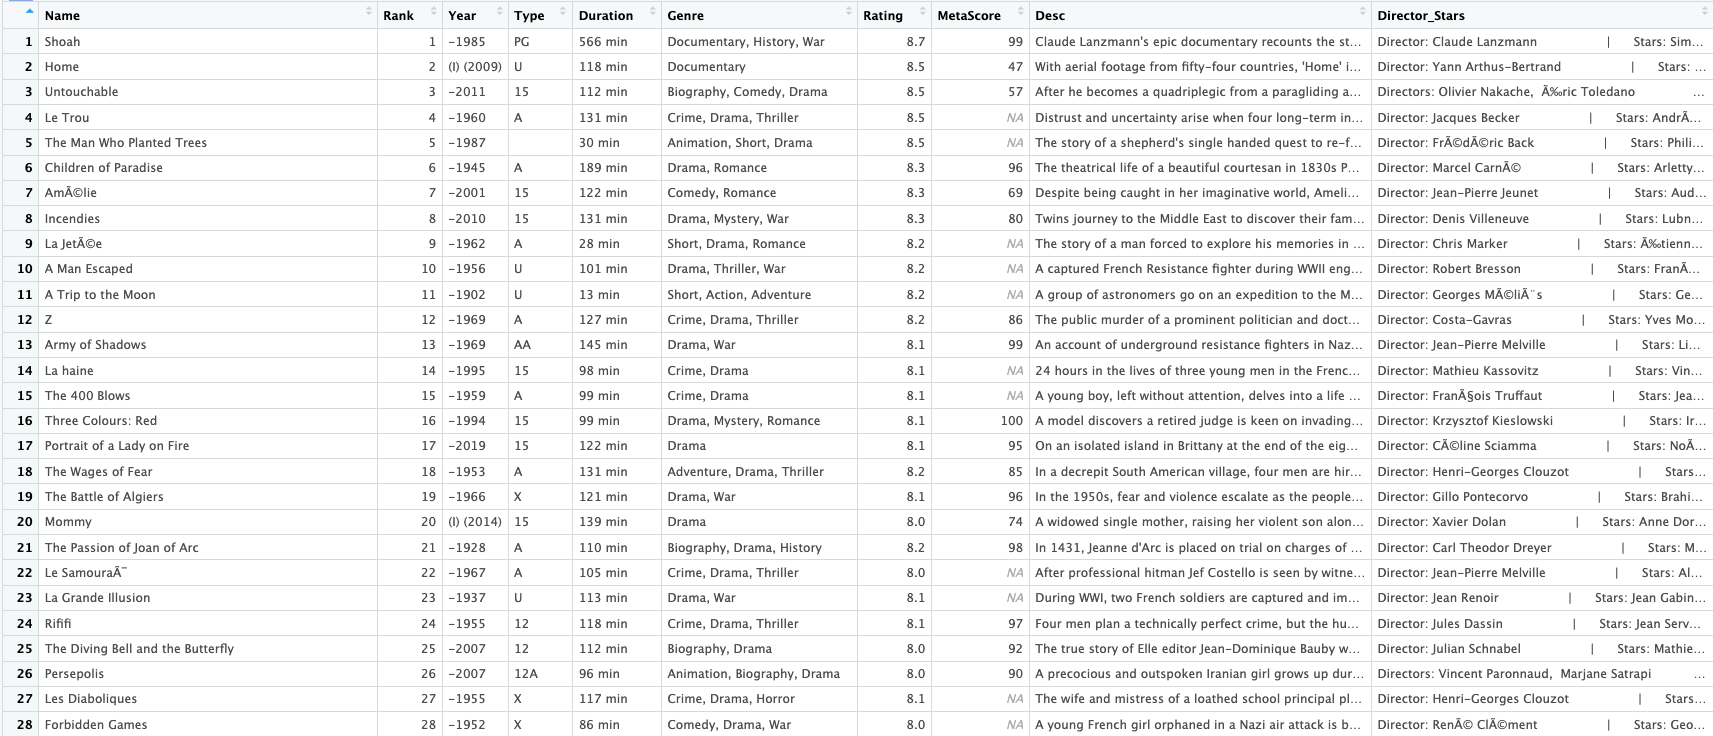 Name Rank Year Type Duration Genre Rating MetaScore Desc Director_Stars
1 Shoah 1 -1985 PG 566 min Documentary, History, War 8.7 99 Claude Lanzmann's epic documentary recounts the st... Director: Claude Lanzmann | Stars: Sim...
2 Home 2 (I) (2009) U 118 min Documentary 8.5 47 With aerial footage from fifty-four countries, 'Home' i... Director: Yann Arthus-Bertrand | Stars: ...
3 Untouchable 3 -2011 15 112 min Biography, Comedy, Drama 8.5 57 After he becomes a quadriplegic from a paragliding a... Directors: Olivier Nakache, Ã‰ric Toledano ...
4 Le Trou 4 -1960 A 131 min Crime, Drama, Thriller 8.5 NA Distrust and uncertainty arise when four long-term in... Director: Jacques Becker | Stars: AndrÃ...
5 The Man Who Planted Trees 5 -1987 30 min Animation, Short, Drama 8.5 NA The story of a shepherd's single handed quest to re-f... Director: FrÃ©dÃ©ric Back | Stars: Phili...
6 Children of Paradise 6 -1945 A 189 min Drama, Romance 8.3 96 The theatrical life of a beautiful courtesan in 1830s P... Director: Marcel CarnÃ© | Stars: Arletty...
7 AmÃ©lie 7 -2001 15 122 min Comedy, Romance 8.3 69 Despite being caught in her imaginative world, Ameli... Director: Jean-Pierre Jeunet | Stars: Aud...
8 Incendies 8 -2010 15 131 min Drama, Mystery, War 8.3 80 Twins journey to the Middle East to discover their fam... Director: Denis Villeneuve | Stars: Lubn...
9 La JetÃ©e 9 -1962 A 28 min Short, Drama, Romance 8.2 NA The story of a man forced to explore his memories in ... Director: Chris Marker | Stars: Ã‰tienn...
10 A Man Escaped 10 -1956 U 101 min Drama, Thriller, War 8.2 NA A captured French Resistance fighter during WWII eng... Director: Robert Bresson | Stars: FranÃ...
11 A Trip to the Moon 11 -1902 U 13 min Short, Action, Adventure 8.2 NA A group of astronomers go on an expedition to the M... Director: Georges MÃ©liÃ¨s | Stars: Ge...
12 Z 12 -1969 A 127 min Crime, Drama, Thriller 8.2 86 The public murder of a prominent politician and doct... Director: Costa-Gavras | Stars: Yves Mo...
13 Army of Shadows 13 -1969 AA 145 min Drama, War 8.1 99 An account of underground resistance fighters in Naz... Director: Jean-Pierre Melville | Stars: Li...
14 La haine 14 -1995 15 98 min Crime, Drama 8.1 NA 24 hours in the lives of three young men in the Frenc... Director: Mathieu Kassovitz | Stars: Vin...
15 The 400 Blows 15 -1959 A 99 min Crime, Drama 8.1 NA A young boy, left without attention, delves into a life ... Director: FranÃ§ois Truffaut | Stars: Jea...
16 Three Colours: Red 16 -1994 15 99 min Drama, Mystery, Romance 8.1 100 A model discovers a retired judge is keen on invading... Director: Krzysztof Kieslowski | Stars: Ir...
17 Portrait of a Lady on Fire 17 -2019 15 122 min Drama 8.1 95 On an isolated island in Brittany at the end of the eig... Director: CÃ©line Sciamma | Stars: NoÃ...
18 The Wages of Fear 18 -1953 A 131 min Adventure, Drama, Thriller 8.2 85 In a decrepit South American village, four men are hir... Director: Henri-Georges Clouzot | Stars...
19 The Battle of Algiers 19 -1966 X 121 min Drama, War 8.1 96 In the 1950s, fear and violence escalate as the people... Director: Gillo Pontecorvo | Stars: Brahi...
20 Mommy 20 (I) (2014) 15 139 min Drama 8.0 74 A widowed single mother, raising her violent son alon... Director: Xavier Dolan | Stars: Anne Dor...
21 The Passion of Joan of Arc 21 -1928 A 110 min Biography, Drama, History 8.2 98 In 1431, Jeanne d'Arc is placed on trial on charges of ... Director: Carl Theodor Dreyer | Stars: M...
22 Le SamouraÃ¯ 22 -1967 A 105 min Crime, Drama, Thriller 8.0 NA After professional hitman Jef Costello is seen by witne... Director: Jean-Pierre Melville | Stars: Al...
23 La Grande Illusion 23 -1937 U 113 min Drama, War 8.1 NA During WWI, two French soldiers are captured and im... Director: Jean Renoir | Stars: Jean Gabin...
24 Rififi 24 -1955 12 118 min Crime, Drama, Thriller 8.1 97 Four men plan a technically perfect crime, but the hu... Director: Jules Dassin | Stars: Jean Serv...
25 The Diving Bell and the Butterfly 25 -2007 12 112 min Biography, Drama 8.0 92 The true story of Elle editor Jean-Dominique Bauby w... Director: Julian Schnabel | Stars: Mathie...
26 Persepolis 26 -2007 12A 96 min Animation, Biography, Drama 8.0 90 A precocious and outspoken Iranian girl grows up dur... Directors: Vincent Paronnaud, Marjane Satrapi ...
27 Les Diaboliques 27 -1955 X 117 min Crime, Drama, Horror 8.1 NA The wife and mistress of a loathed school principal pl... Director: Henri-Georges Clouzot | Stars...
28 Forbidden Games 28 -1952 X 86 min Comedy, Drama, War 8.0 NA A young French girl orphaned in a Nazi air attack is b... Director: RenÃ© ClÃ©ment | Stars: Geo...